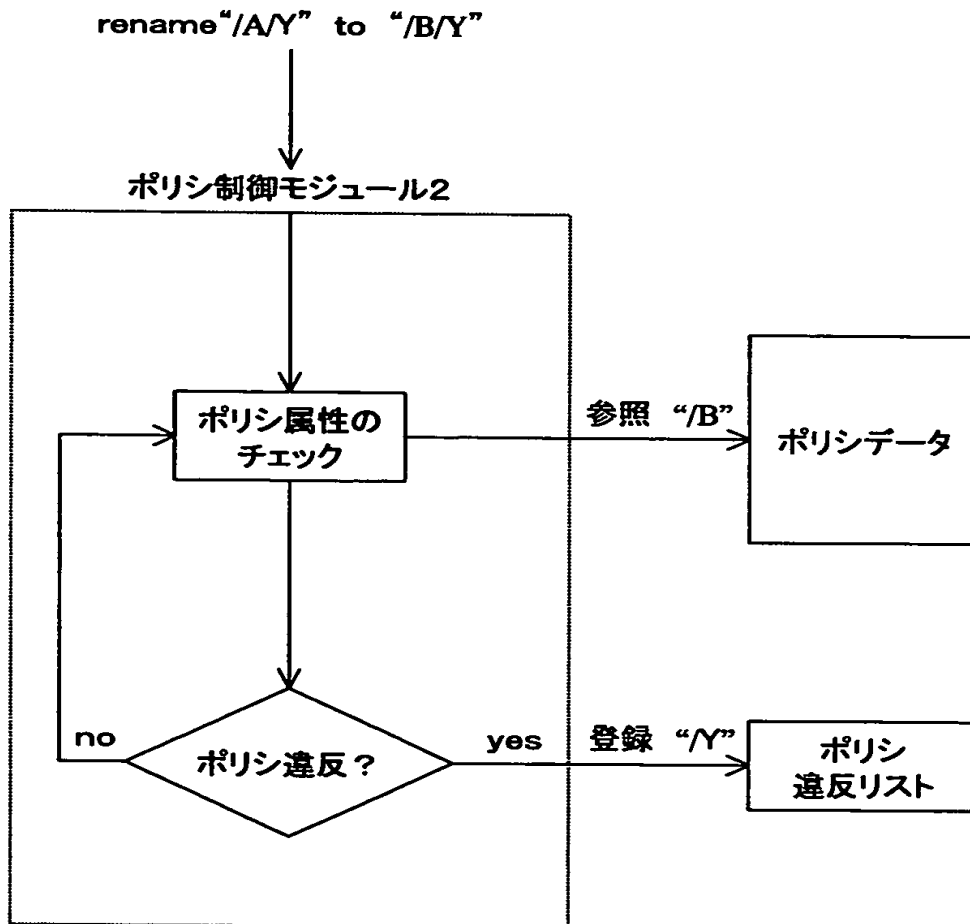 rename“/A/Y” to “/B/Y”
ポリシ制御モジュール2
ポリシ属性の
チェック
参照 “/B”
ポリシデータ
no
ポリシ違反?
yes
登録 “/Y”
ポリシ
違反リスト